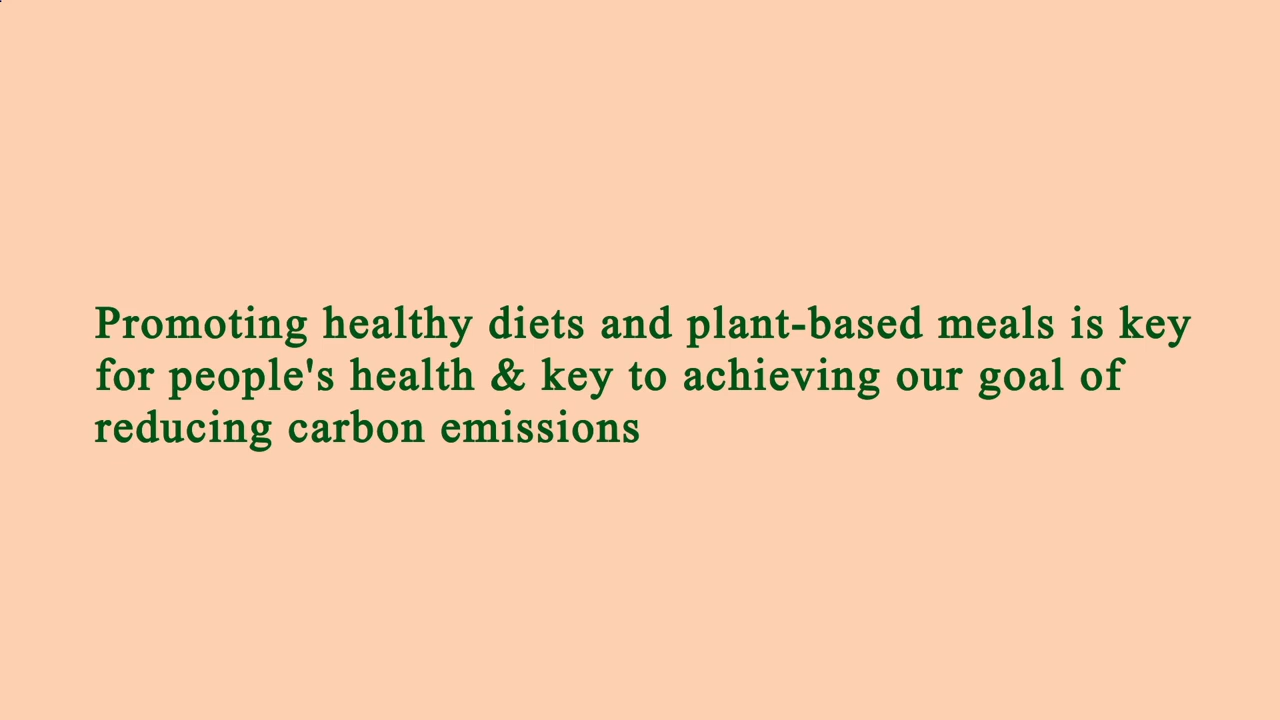 Promoting healthy diets and plant-based meals is key
for people's health & key to achieving our goal of
reducing carbon emissions